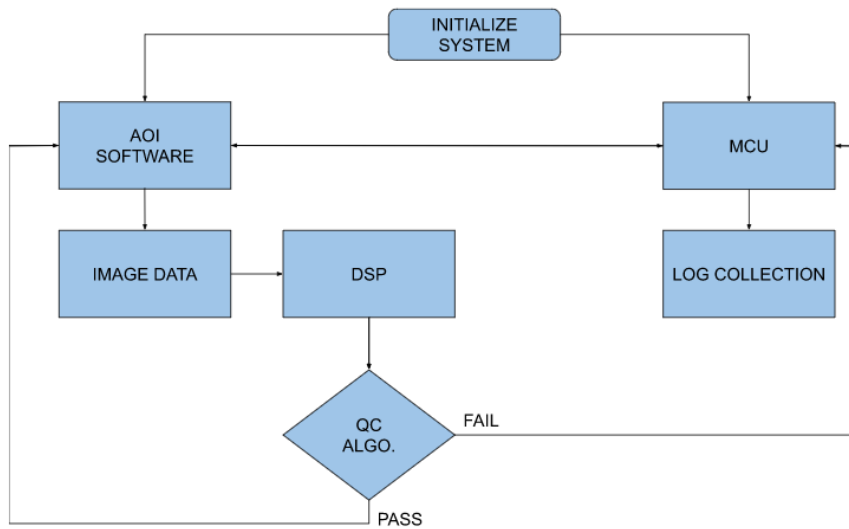 INITIALIZE
SYSTEM
AOI
SOFTWARE
MCU
IMAGE DATA
DSP
LOG COLLECTION
QC
ALGO.
FAIL
PASS